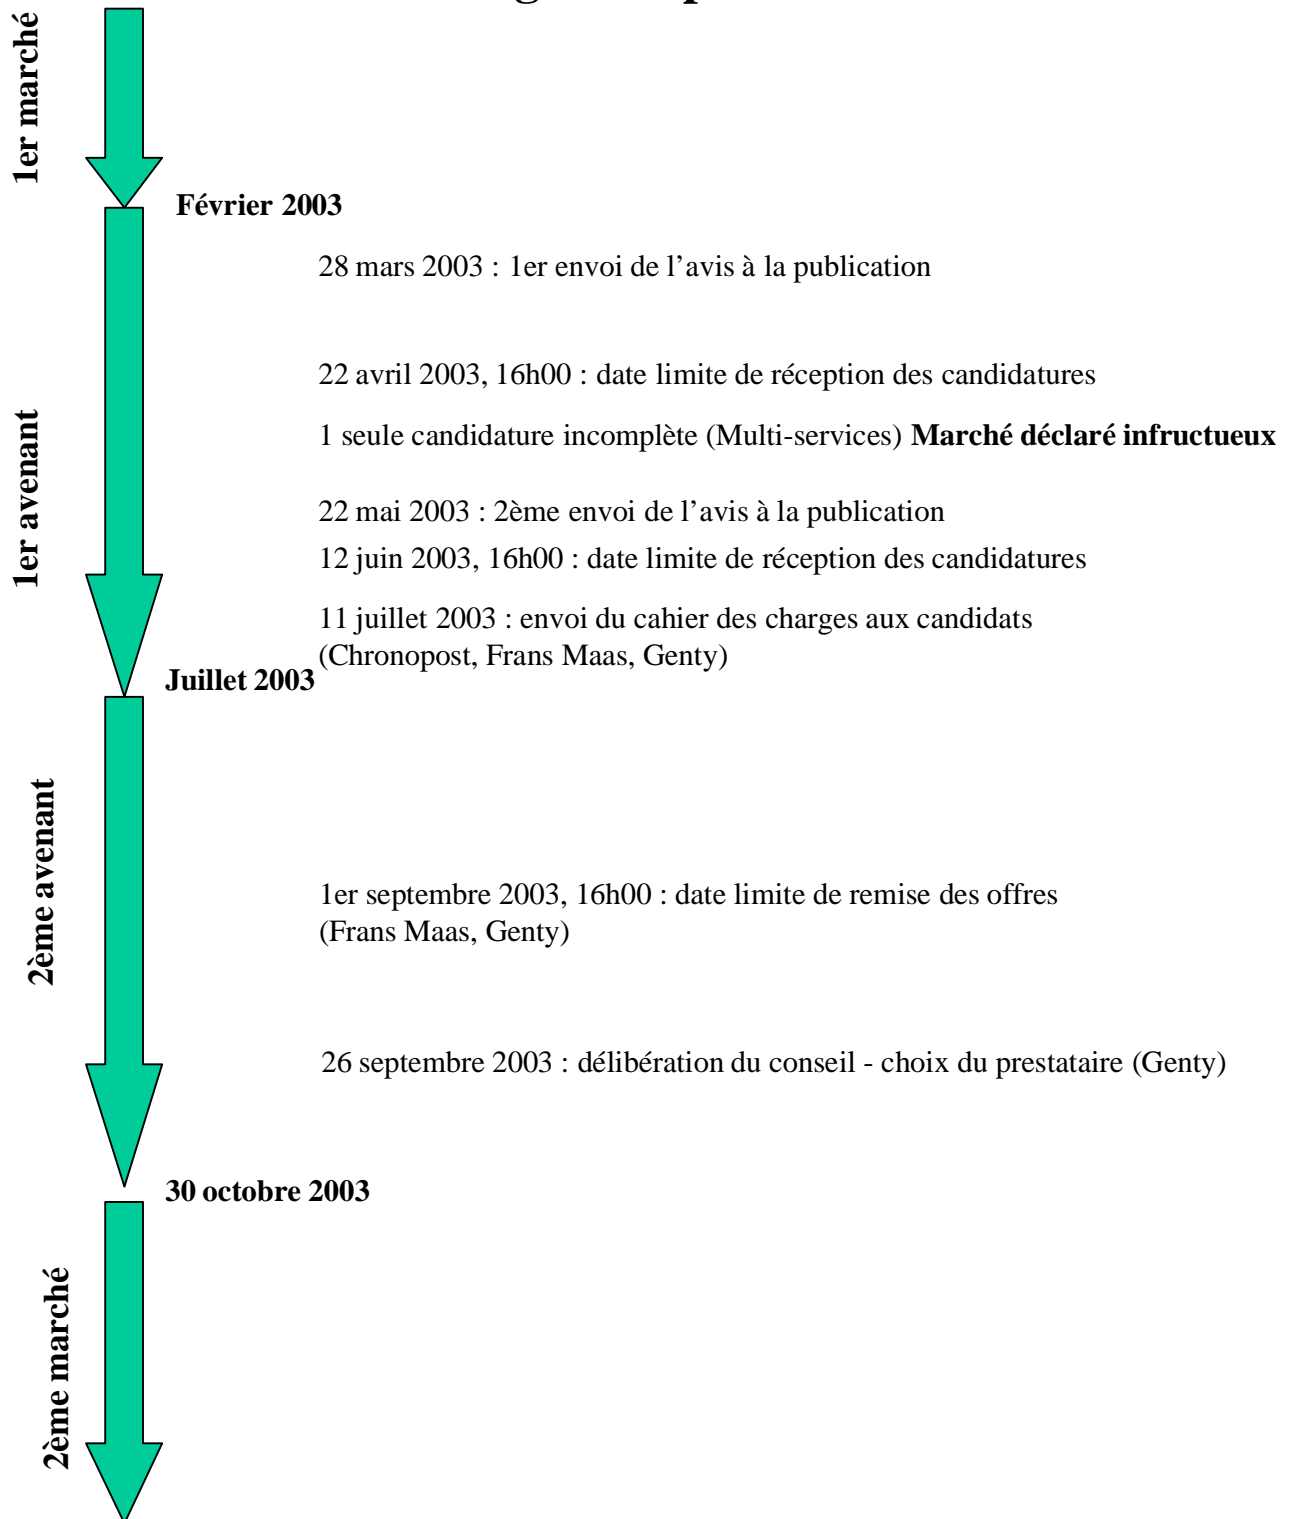 1er marché
Février 2003
28 mars 2003 : 1er envoi de l’avis à la publication
22 avril 2003, 16h00 : date limite de réception des candidatures
1 seule candidature incomplète (Multi-services) Marché déclaré infructueux
1er avenant
22 mai 2003 : 2ème envoi de l’avis à la publication
12 juin 2003, 16h00 : date limite de réception des candidatures
11 juillet 2003 : envoi du cahier des charges aux candidats
(Chronopost, Frans Maas, Genty)
Juillet 2003
2ème avenant
1er septembre 2003, 16h00 : date limite de remise des offres
(Frans Maas, Genty)
26 septembre 2003 : délibération du conseil - choix du prestataire (Genty)
30 octobre 2003
2ème marché